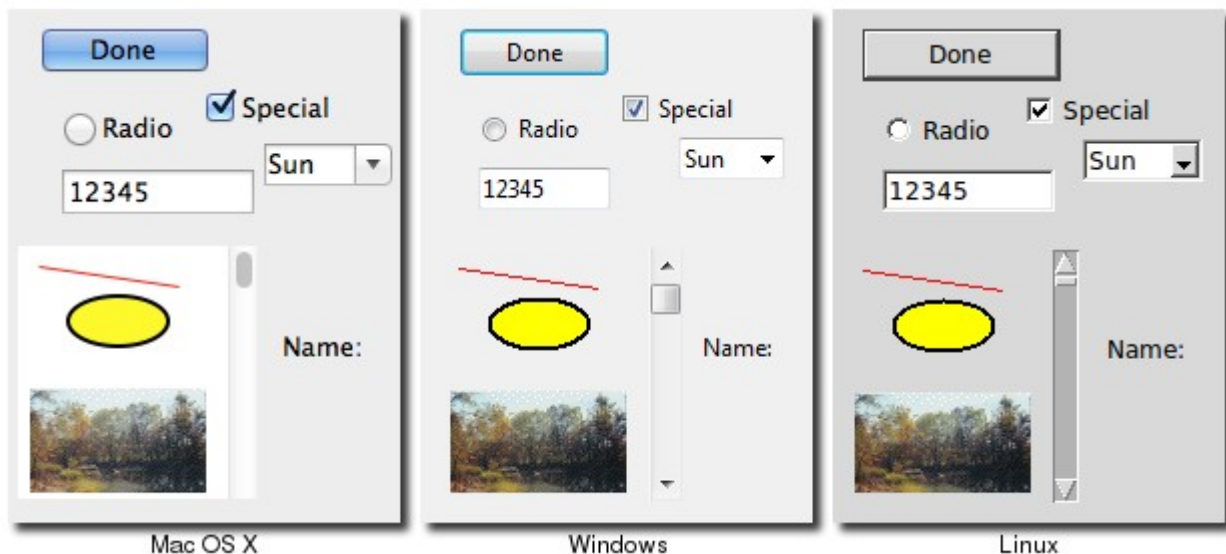 Done
Special
Radio
Sun
12345
Name:
Mac OS X
Done
Special
Radio
Sun
12345
Name:
Windows
Done
Special
Radio
Sun
12345
Name:
Linux